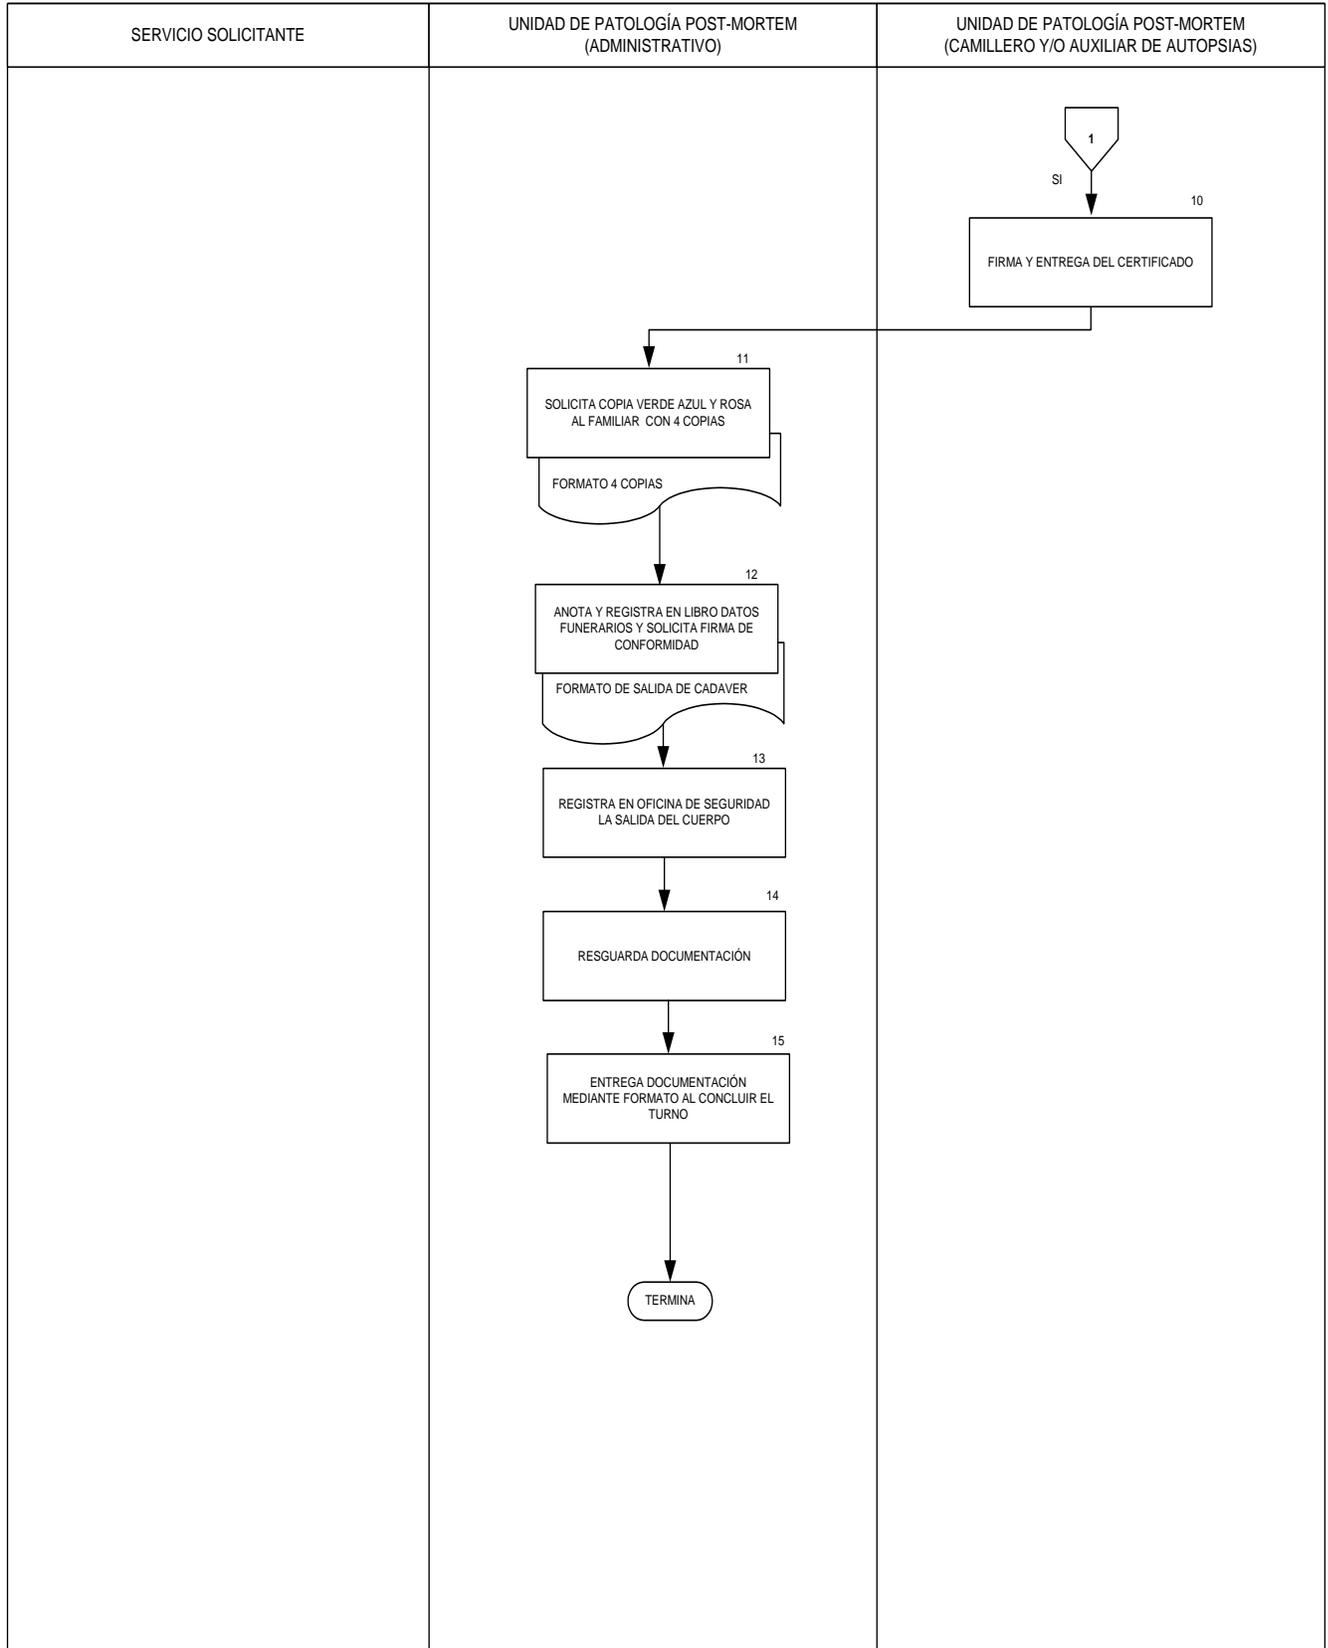 SERVICIO SOLICITANTE
UNIDAD DE PATOLOGÍA POST-MORTEM
(ADMINISTRATIVO)
UNIDAD DE PATOLOGÍA POST-MORTEM
(CAMILLERO Y/O AUXILIAR DE AUTOPSIAS)
1
SI
10
FIRMA Y ENTREGA DEL CERTIFICADO
11
SOLICITA COPIA VERDE AZUL Y ROSA
AL FAMILIAR CON 4 COPIAS
FORMATO 4 COPIAS
12
ANOTA Y REGISTRA EN LIBRO DATOS
FUNERARIOS Y SOLICITA FIRMA DE
CONFORMIDAD
FORMATO DE SALIDA DE CADAVER
13
REGISTRA EN OFICINA DE SEGURIDAD
LA SALIDA DEL CUERPO
14
RESGUARDA DOCUMENTACIÓN
15
ENTREGA DOCUMENTACIÓN
MEDIANTE FORMATO AL CONCLUIR EL
TURNO
TERMINA